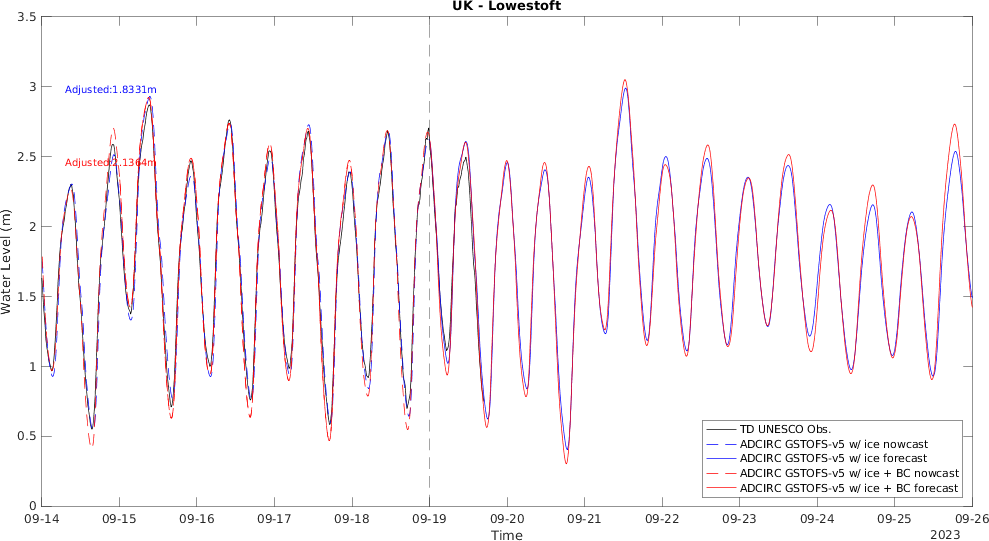 UK - Lowestoft
3.5
3
2.5
2
1.5
1
0.5
0
Water Level (m)
Adjusted:1.8331m
Adjusted:2.1364m
TD UNESCO Obs.
ADCIRC GSTOFS-v5 w/ ice nowcast
ADCIRC GSTOFS-v5 w/ ice forecast
ADCIRC GSTOFS-v5 w/ ice + BC nowcast
ADCIRC GSTOFS-v5 w/ ice + BC forecast
09-14 09-15 09-16 09-17 09-18 09-19 09-20 09-21 09-22 09-23 09-24 09-25 09-26
Time
2023